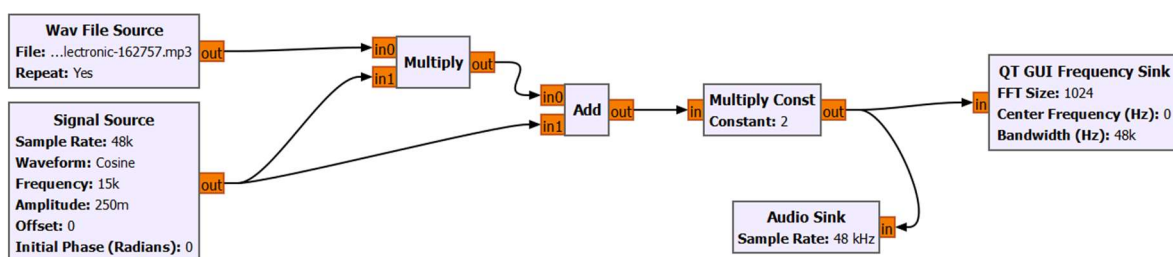 Wav File Source
File: ...lectronic-162757.mp3
Repeat: Yes
out
Signal Source
Sample Rate: 48k
Waveform: Cosine
Frequency: 15k
Amplitude: 250m
Offset: 0
Initial Phase (Radians): 0
out
in0
in1
Multiply
out
in0
in1
Add
out
in
Multiply Const
Constant: 2
out
in
QT GUI Frequency Sink
FFT Size: 1024
Center Frequency (Hz): 0
Bandwidth (Hz): 48k
Audio Sink
Sample Rate: 48 kHz
in